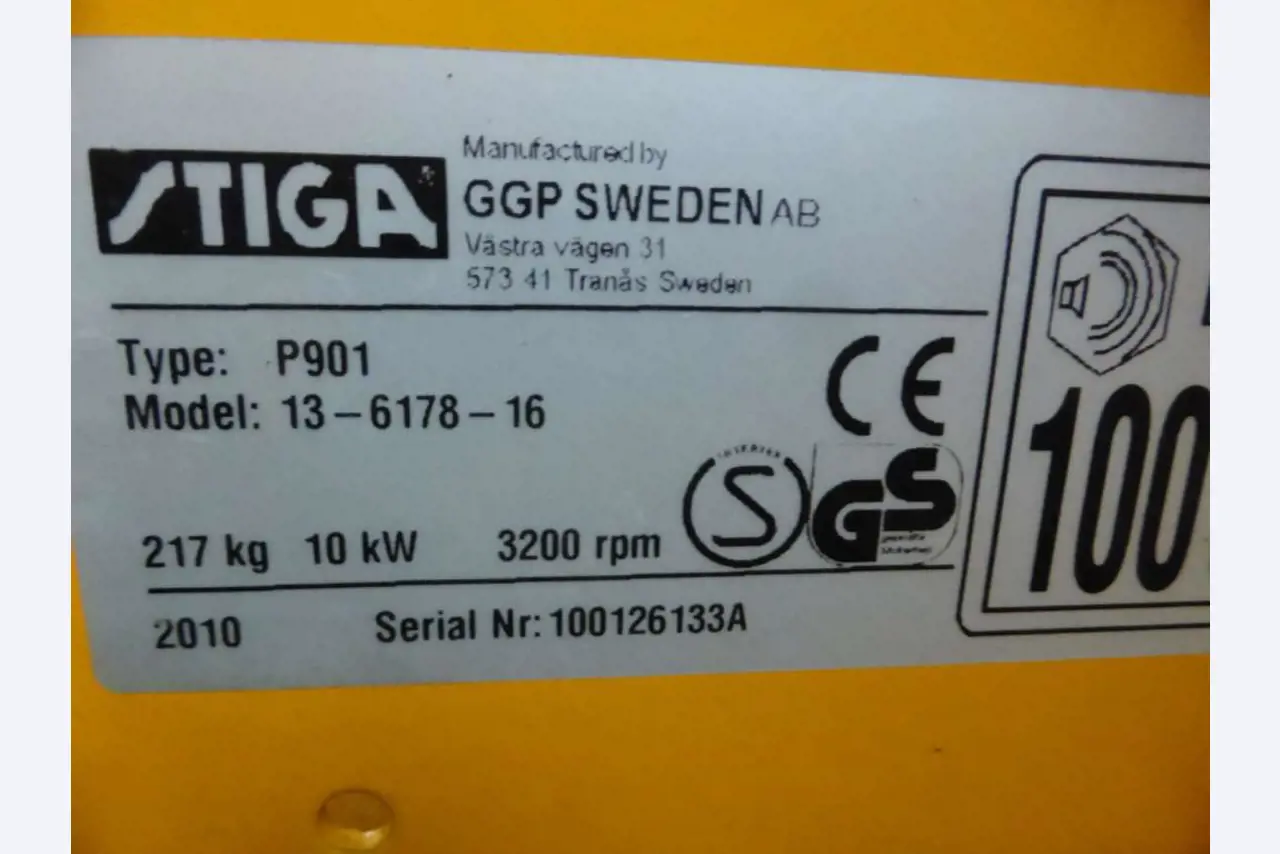 STIGA
Manufactured by
GGP SWEDEN AB
Västra vägen 31
573 41 Tranås Sweden
Type: P901
Model: 13-6178-16
CE
S
GS
217 kg 10 kW 3200 rpm
2010 Serial Nr: 100126133A
100